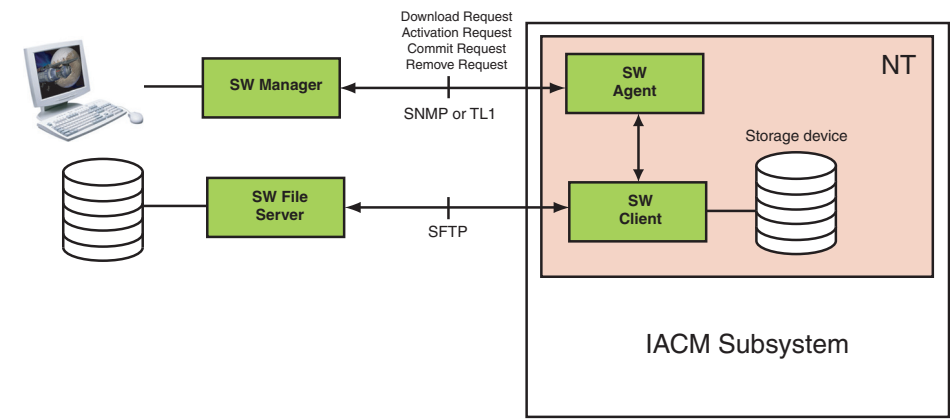 Download Request
Activation Request
Commit Request
Remove Request
SW Manager
SNMP or TL1
SW
Agent
NT
Storage device
SW File
Server
SFTP
SW
Client
IACM Subsystem